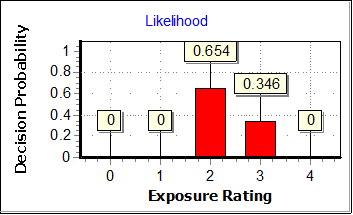 Likelihood
Decision Probability
1
0.8
0.6
0.4
0.2
0
0
0
0.654
0.346
0
0 1 2 3 4
Exposure Rating